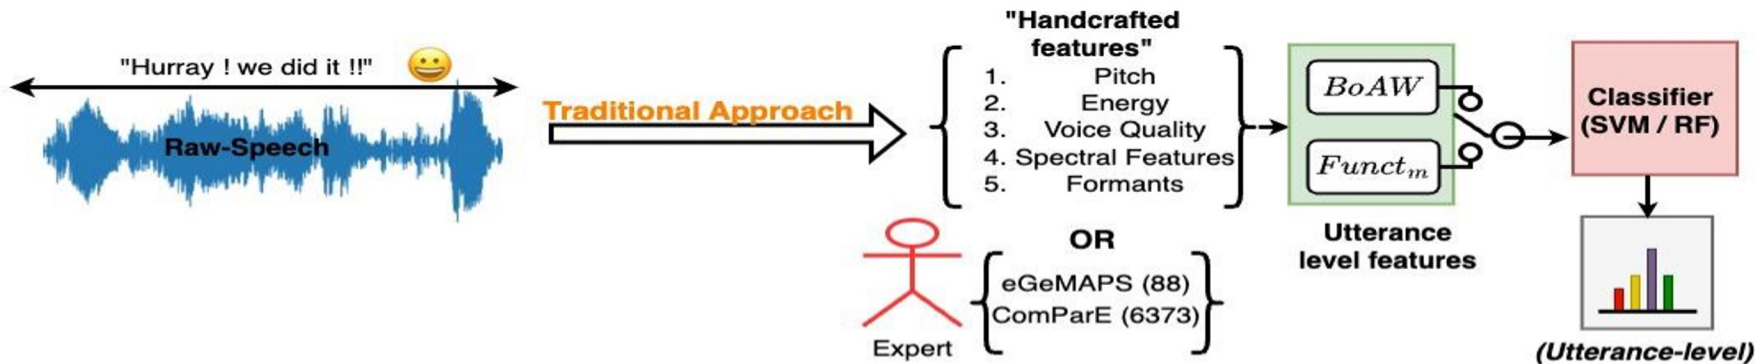 "Hurray ! we did it !!"
Raw-Speech
Traditional Approach
"Handcrafted
features"
1. Pitch
2. Energy
3. Voice Quality
4. Spectral Features
5. Formants
OR
eGeMAPS (88)
ComParE (6373)
Expert
BoAW
Funct_m
Utterance
level features
Classifier
(SVM / RF)
(Utterance-level)